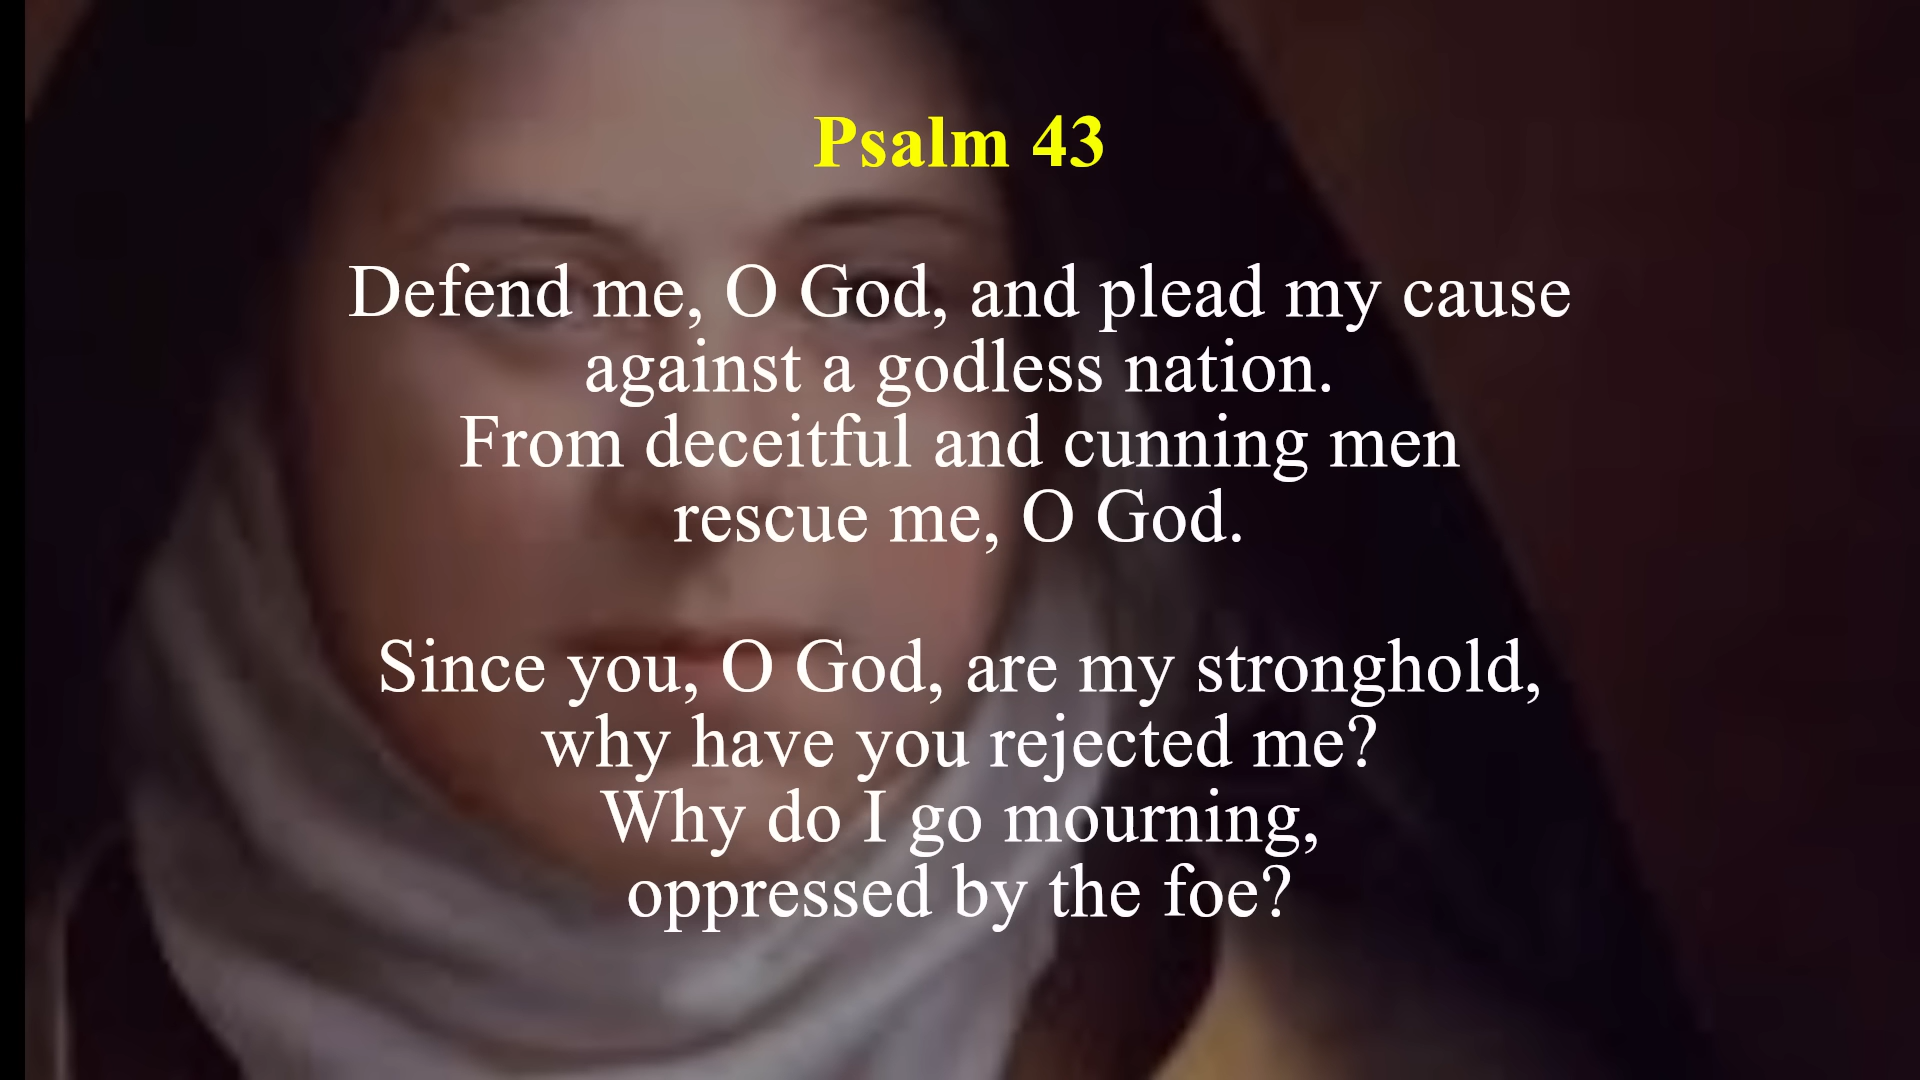 Psalm 43
Defend me, O God, and plead my cause
against a godless nation.
From deceitful and cunning men
rescue me, O God.
Since you, O God, are my stronghold,
why have you rejected me?
Why do I go mourning,
oppressed by the foe?